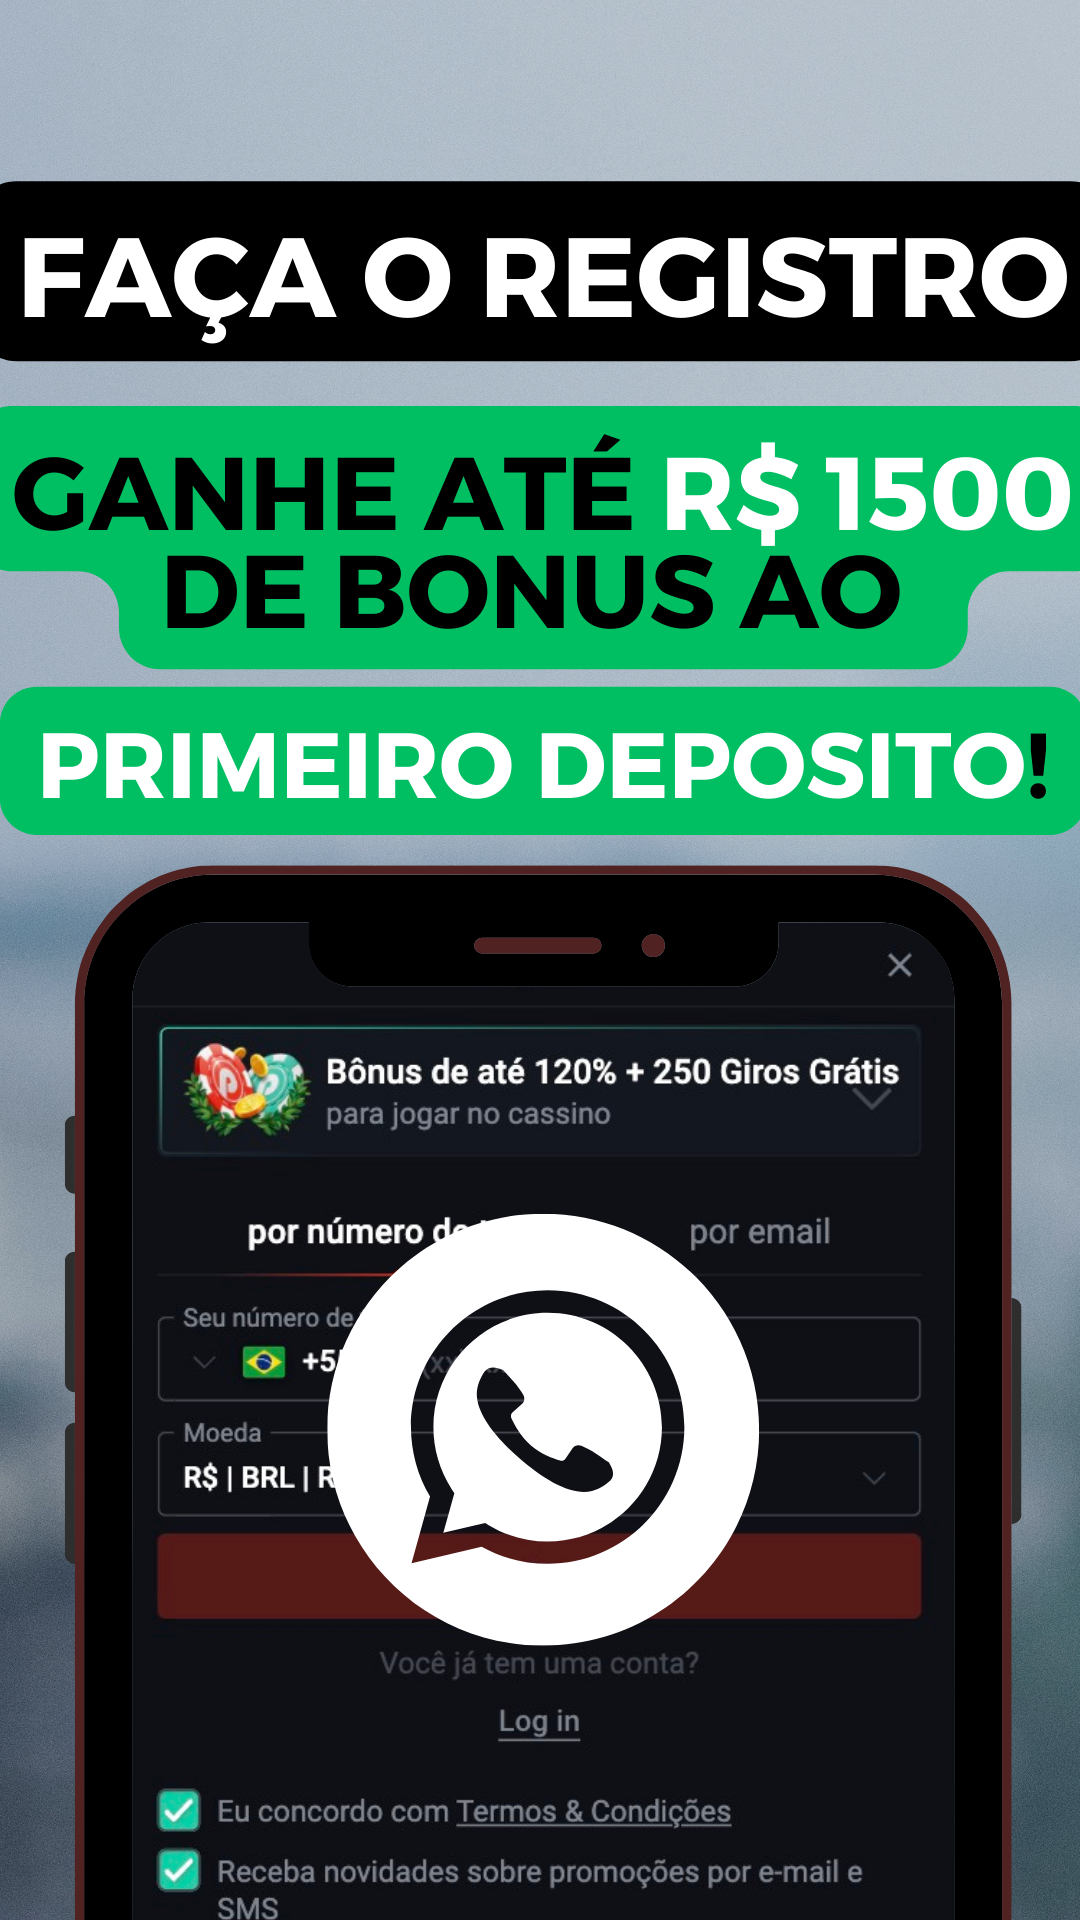 FAÇA O REGISTRO
GANHE ATÉ R$ 1500
DE BONUS AO
PRIMEIRO DEPOSITO!
Bônus de até 120% + 250 Giros Grátis
para jogar no cassino
por número
por email
Seu número de
Moeda
R$ | BRL |
Você já tem uma conta?
Log in
Eu concordo com Termos & Condições
Receba novidades sobre promoções por e-mail e
SMS